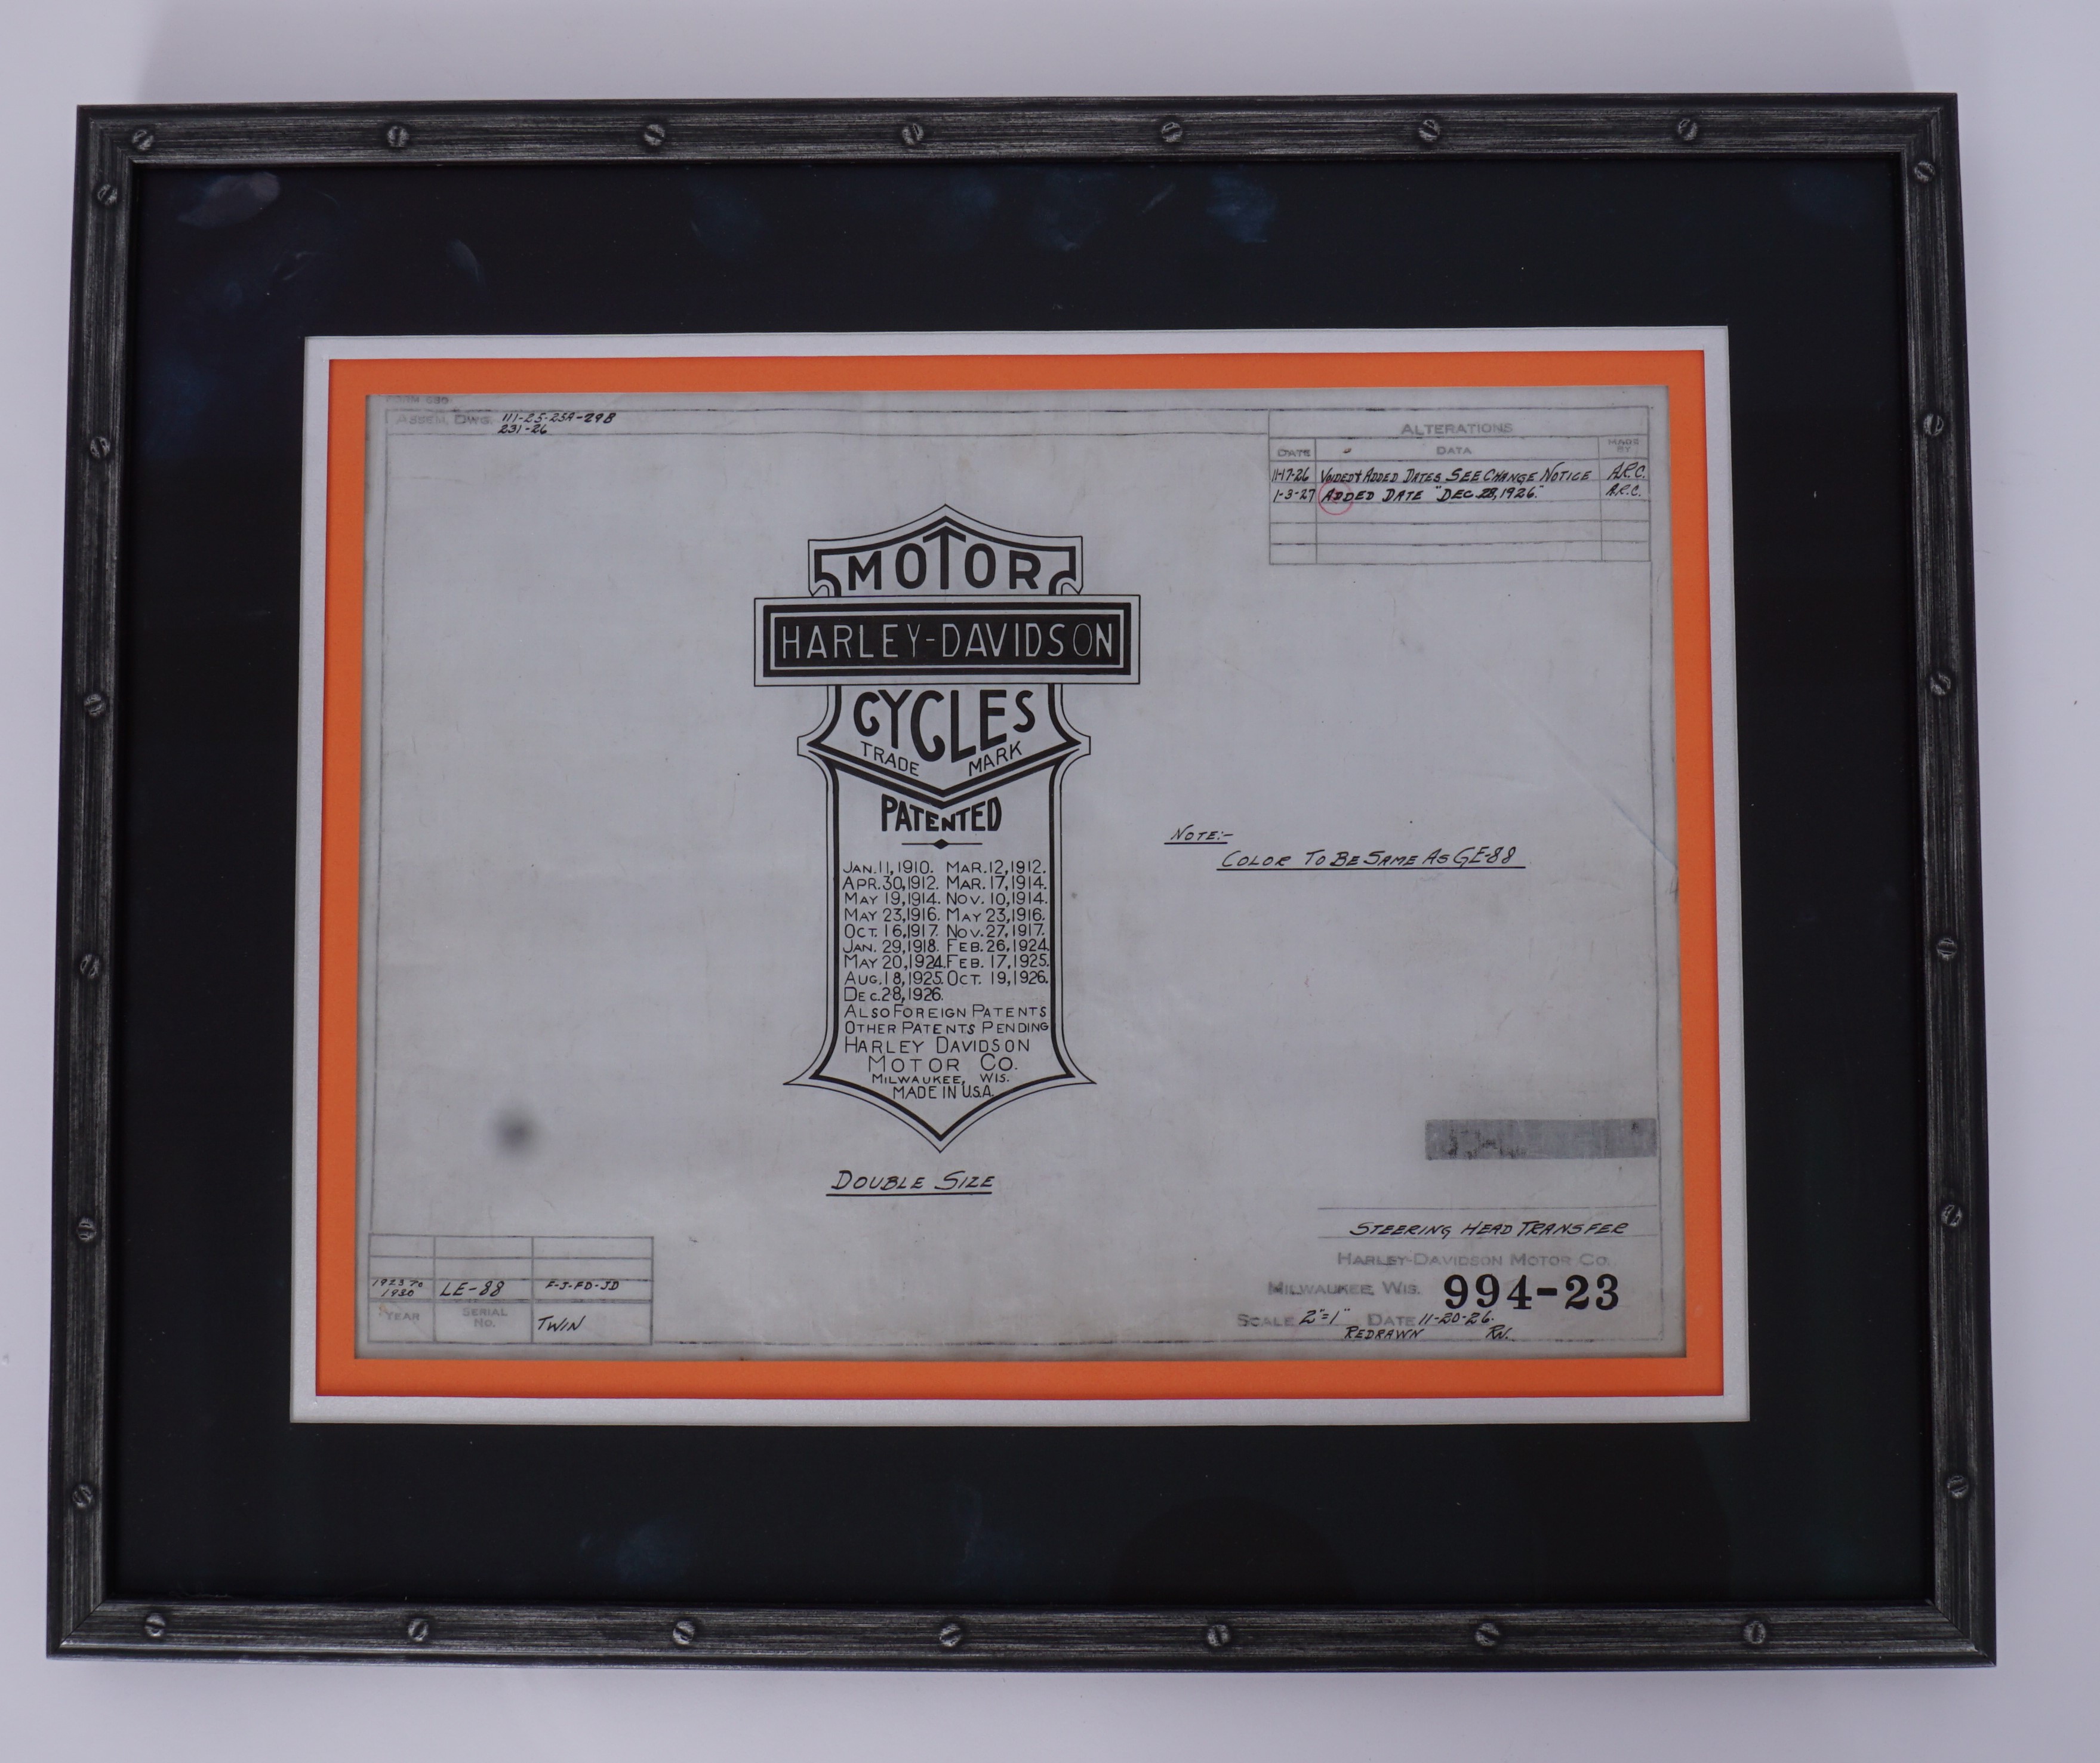 FORM 630
ASSEM. DWG. 111-25-25A-29B
231-26
ALTERATIONS
DATE DATA MADE BY
11-17-26 VOIDED & ADDED DATES SEE CHANGE NOTICE A.R.C.
1-3-27 ADDED DATE "DEC. 28, 1926." A.R.C.
MOTOR
HARLEY-DAVIDSON
CYCLES
TRADE MARK
PATENTED
JAN. 11, 1910. MAR. 12, 1912.
APR. 30, 1912. MAR. 17, 1914.
MAY 19, 1914. NOV. 10, 1914.
MAY 23, 1916. MAY 23, 1916.
OCT. 16, 1917. NOV. 27, 1917.
JAN. 29, 1918. FEB. 26, 1924.
MAY 20, 1924. FEB. 17, 1925.
AUG. 18, 1925. OCT. 19, 1926.
DEC. 28, 1926.
ALSO FOREIGN PATENTS
OTHER PATENTS PENDING
HARLEY DAVIDSON
MOTOR CO.
MILWAUKEE, WIS.
MADE IN U.S.A.
NOTE:-
COLOR TO BE SAME AS GE-88
DOUBLE SIZE
1923 TO 1930 LE-88 F-J-FD-JD
YEAR SERIAL NO. TWIN
STEERING HEAD TRANSFER
HARLEY-DAVIDSON MOTOR CO.
MILWAUKEE, WIS. 994-23
SCALE 2"=1" DATE 11-20-26.
REDRAWN